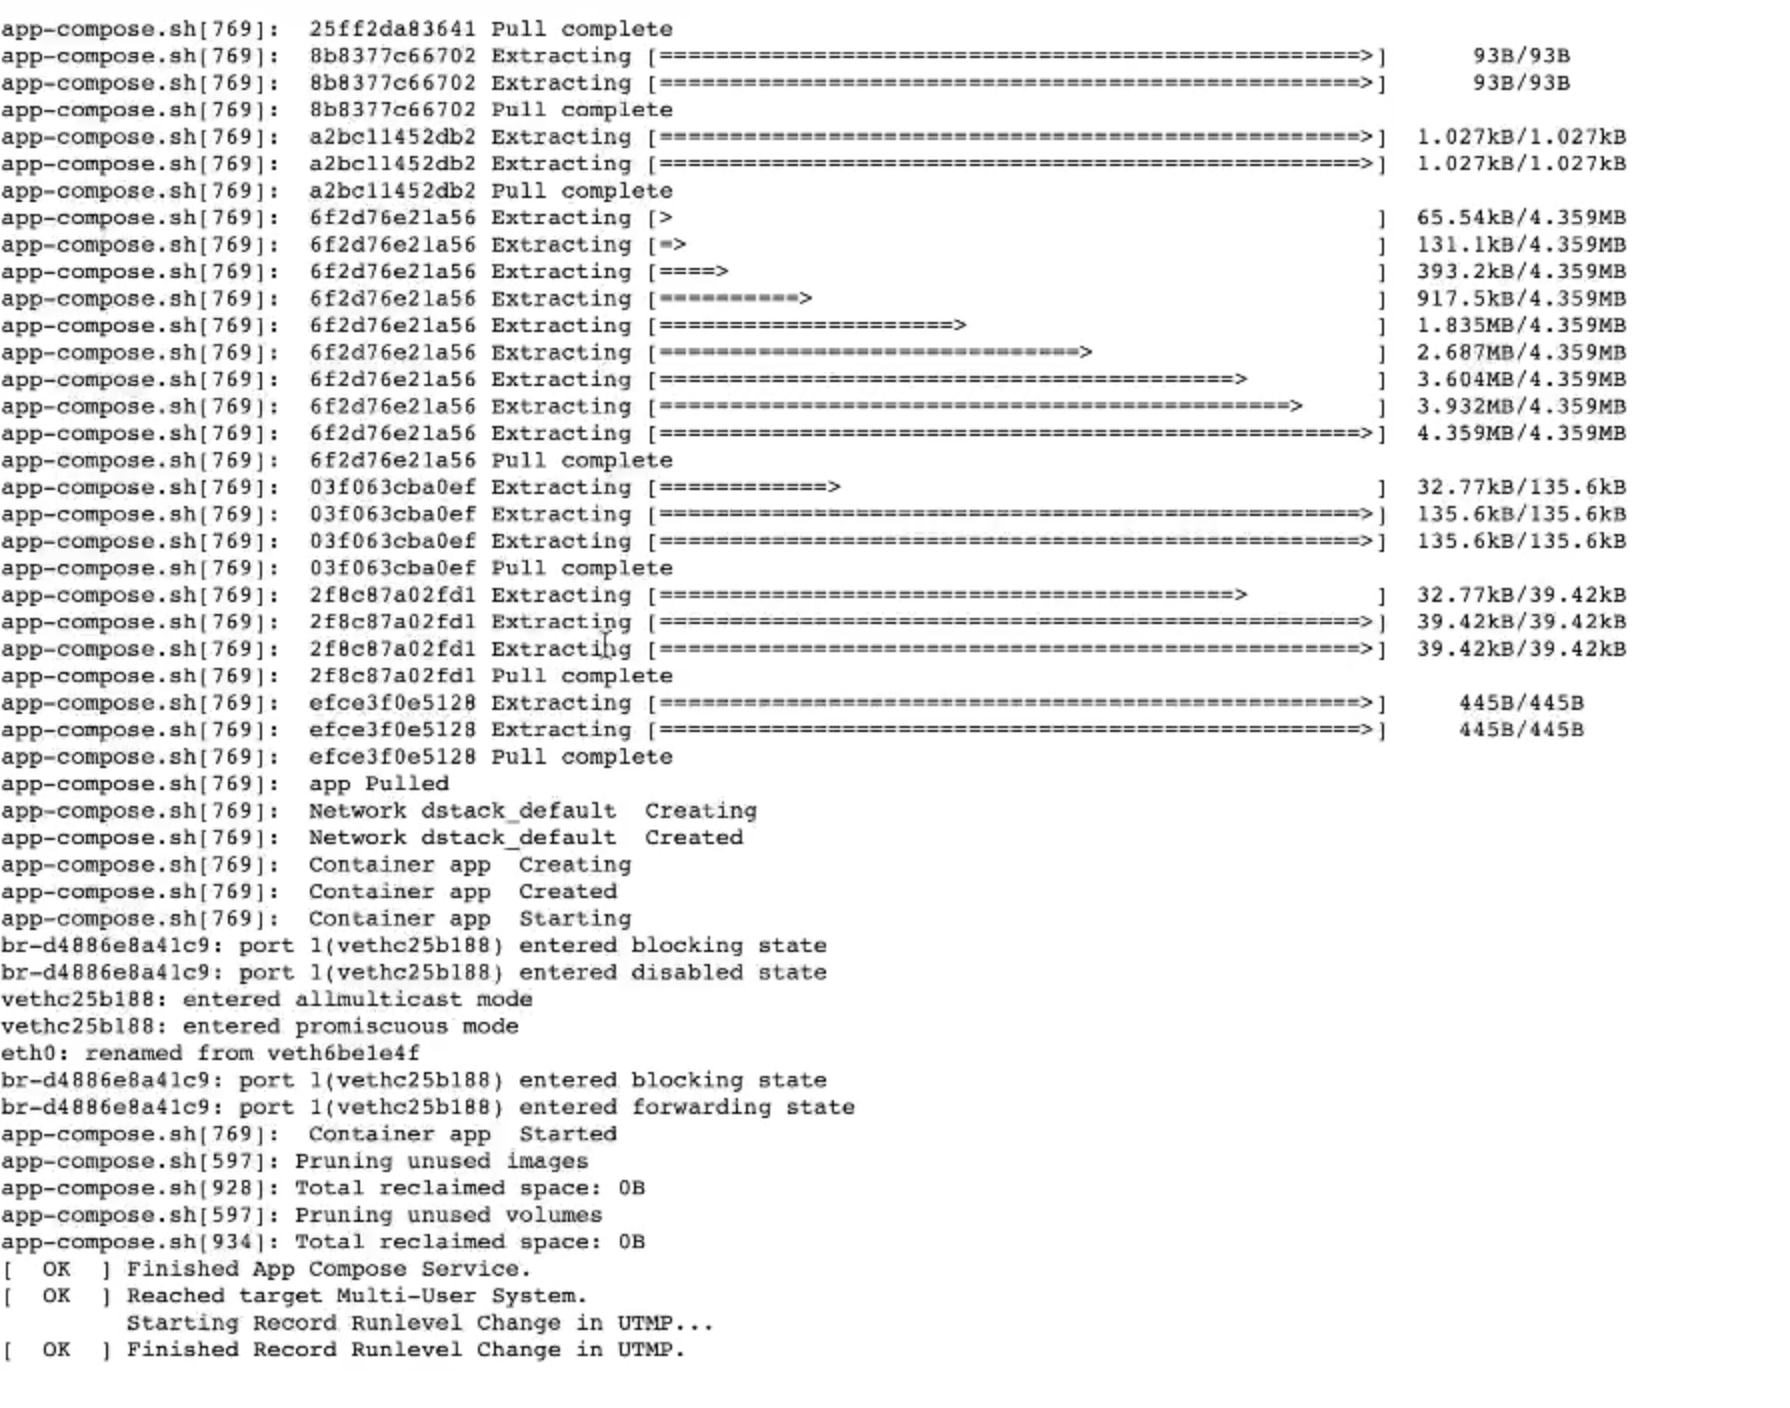 app-compose.sh[769]:  25ff2da83641 Pull complete
app-compose.sh[769]:  8b8377c66702 Extracting [==================================================>]      93B/93B
app-compose.sh[769]:  8b8377c66702 Extracting [==================================================>]      93B/93B
app-compose.sh[769]:  8b8377c66702 Pull complete
app-compose.sh[769]:  a2bc11452db2 Extracting [==================================================>]  1.027kB/1.027kB
app-compose.sh[769]:  a2bc11452db2 Extracting [==================================================>]  1.027kB/1.027kB
app-compose.sh[769]:  a2bc11452db2 Pull complete
app-compose.sh[769]:  6f2d76e21a56 Extracting [>                                                  ]  65.54kB/4.359MB
app-compose.sh[769]:  6f2d76e21a56 Extracting [=>                                                 ]  131.1kB/4.359MB
app-compose.sh[769]:  6f2d76e21a56 Extracting [====>                                              ]  393.2kB/4.359MB
app-compose.sh[769]:  6f2d76e21a56 Extracting [==========>                                        ]  917.5kB/4.359MB
app-compose.sh[769]:  6f2d76e21a56 Extracting [=====================>                             ]  1.835MB/4.359MB
app-compose.sh[769]:  6f2d76e21a56 Extracting [==============================>                    ]  2.687MB/4.359MB
app-compose.sh[769]:  6f2d76e21a56 Extracting [=========================================>         ]  3.604MB/4.359MB
app-compose.sh[769]:  6f2d76e21a56 Extracting [=============================================>     ]  3.932MB/4.359MB
app-compose.sh[769]:  6f2d76e21a56 Extracting [==================================================>]  4.359MB/4.359MB
app-compose.sh[769]:  6f2d76e21a56 Pull complete
app-compose.sh[769]:  03f063cba0ef Extracting [============>                                      ]  32.77kB/135.6kB
app-compose.sh[769]:  03f063cba0ef Extracting [==================================================>]  135.6kB/135.6kB
app-compose.sh[769]:  03f063cba0ef Extracting [==================================================>]  135.6kB/135.6kB
app-compose.sh[769]:  03f063cba0ef Pull complete
app-compose.sh[769]:  2f8c87a02fd1 Extracting [=========================================>         ]  32.77kB/39.42kB
app-compose.sh[769]:  2f8c87a02fd1 Extracting [==================================================>]  39.42kB/39.42kB
app-compose.sh[769]:  2f8c87a02fd1 Extracting [==================================================>]  39.42kB/39.42kB
app-compose.sh[769]:  2f8c87a02fd1 Pull complete
app-compose.sh[769]:  efce3f0e5128 Extracting [==================================================>]     445B/445B
app-compose.sh[769]:  efce3f0e5128 Extracting [==================================================>]     445B/445B
app-compose.sh[769]:  efce3f0e5128 Pull complete
app-compose.sh[769]:    app Pulled
app-compose.sh[769]:  Network dstack_default  Creating
app-compose.sh[769]:  Network dstack_default  Created
app-compose.sh[769]:  Container app  Creating
app-compose.sh[769]:  Container app  Created
app-compose.sh[769]:  Container app  Starting
br-d4886e8a41c9: port 1(vethc25b188) entered blocking state
br-d4886e8a41c9: port 1(vethc25b188) entered disabled state
vethc25b188: entered allmulticast mode
vethc25b188: entered promiscuous mode
eth0: renamed from veth6be1e4f
br-d4886e8a41c9: port 1(vethc25b188) entered blocking state
br-d4886e8a41c9: port 1(vethc25b188) entered forwarding state
app-compose.sh[769]:  Container app  Started
app-compose.sh[597]: Pruning unused images
app-compose.sh[928]: Total reclaimed space: 0B
app-compose.sh[597]: Pruning unused volumes
app-compose.sh[934]: Total reclaimed space: 0B
[  OK  ] Finished App Compose Service.
[  OK  ] Reached target Multi-User System.
         Starting Record Runlevel Change in UTMP...
[  OK  ] Finished Record Runlevel Change in UTMP.